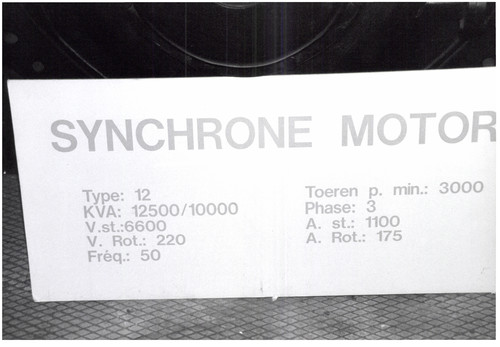 SYNCHRONE MOTOR
Type: 12
KVA: 12500/10000
V.st.:6600
V. Rot.: 220
Fréq.: 50
Toeren p. min.: 3000
Phase: 3
A. st.: 1100
A. Rot.: 175